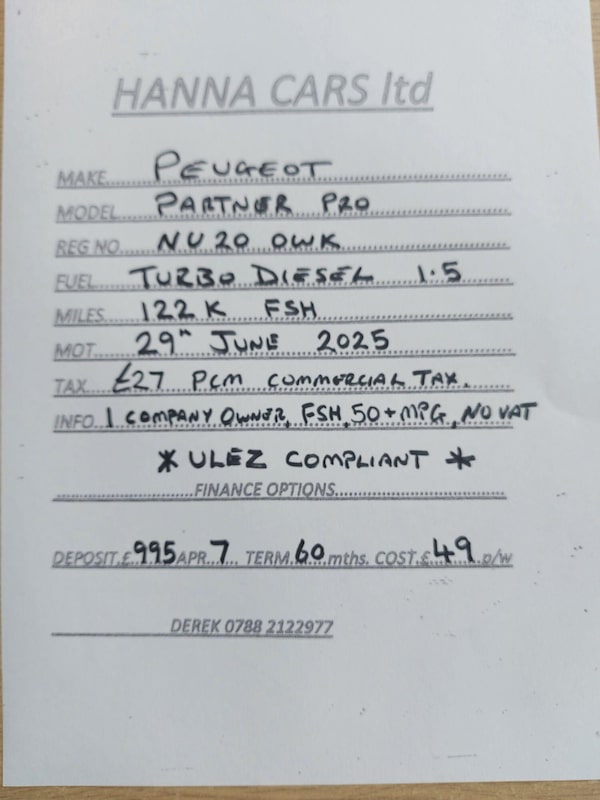 HANNA CARS ltd
MAKE.......PEUGEOT.......
MODEL.......PARTNER PRO.......
REG NO.......NU20 OWK.......
FUEL.......TURBO DIESEL 1.5.......
MILES.......122K FSH.......
MOT.......29th JUNE 2025.......
TAX.......£27 PCM COMMERCIAL TAX.
INFO..1 COMPANY OWNER, FSH, 50+MPG, NO VAT
* ULEZ COMPLIANT *
.......FINANCE OPTIONS.......
DEPOSIT.£995 APR..7... TERM.60.mths. COST.£.49.p/w
DEREK 0788 2122977